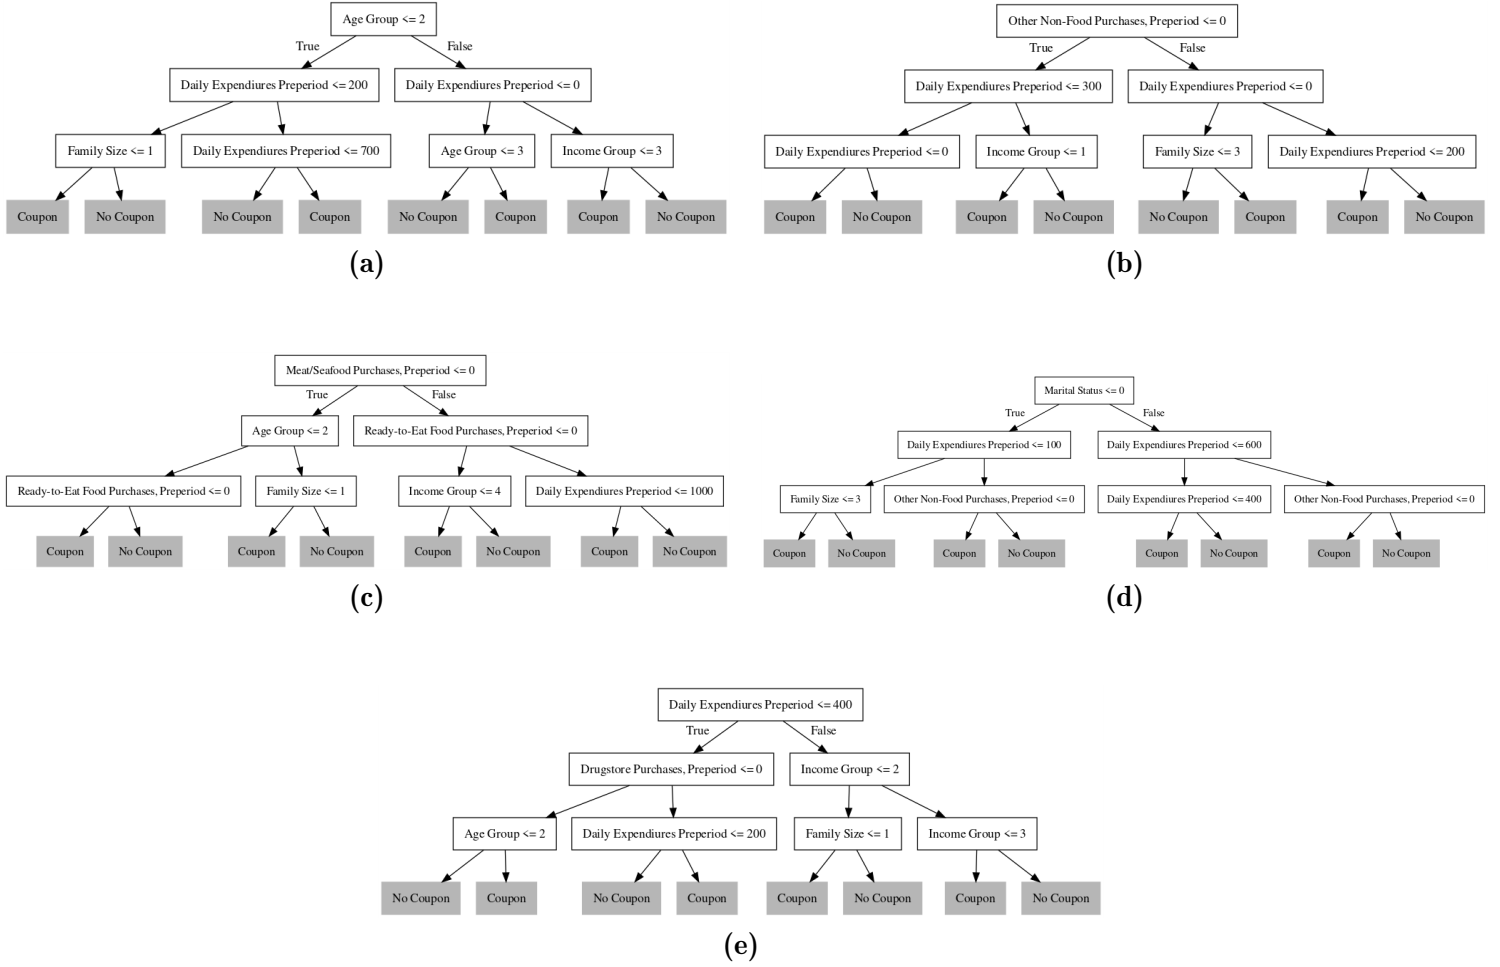 Age Group <= 2
True False
Daily Expendiures Preperiod <= 200 Daily Expendiures Preperiod <= 0
Family Size <= 1 Daily Expendiures Preperiod <= 700 Age Group <= 3 Income Group <= 3
Coupon No Coupon No Coupon Coupon No Coupon Coupon Coupon No Coupon
(a)
Other Non-Food Purchases, Preperiod <= 0
True False
Daily Expendiures Preperiod <= 300 Daily Expendiures Preperiod <= 0
Daily Expendiures Preperiod <= 0 Income Group <= 1 Family Size <= 3 Daily Expendiures Preperiod <= 200
Coupon No Coupon Coupon No Coupon No Coupon Coupon Coupon No Coupon
(b)
Meat/Seafood Purchases, Preperiod <= 0
True False
Age Group <= 2 Ready-to-Eat Food Purchases, Preperiod <= 0
Ready-to-Eat Food Purchases, Preperiod <= 0 Family Size <= 1 Income Group <= 4 Daily Expendiures Preperiod <= 1000
Coupon No Coupon Coupon No Coupon Coupon No Coupon Coupon No Coupon
(c)
Marital Status <= 0
True False
Daily Expendiures Preperiod <= 100 Daily Expendiures Preperiod <= 600
Family Size <= 3 Other Non-Food Purchases, Preperiod <= 0 Daily Expendiures Preperiod <= 400 Other Non-Food Purchases, Preperiod <= 0
Coupon No Coupon Coupon No Coupon Coupon No Coupon Coupon No Coupon
(d)
Daily Expendiures Preperiod <= 400
True False
Drugstore Purchases, Preperiod <= 0 Income Group <= 2
Age Group <= 2 Daily Expendiures Preperiod <= 200 Family Size <= 1 Income Group <= 3
No Coupon Coupon No Coupon Coupon Coupon No Coupon Coupon No Coupon
(e)